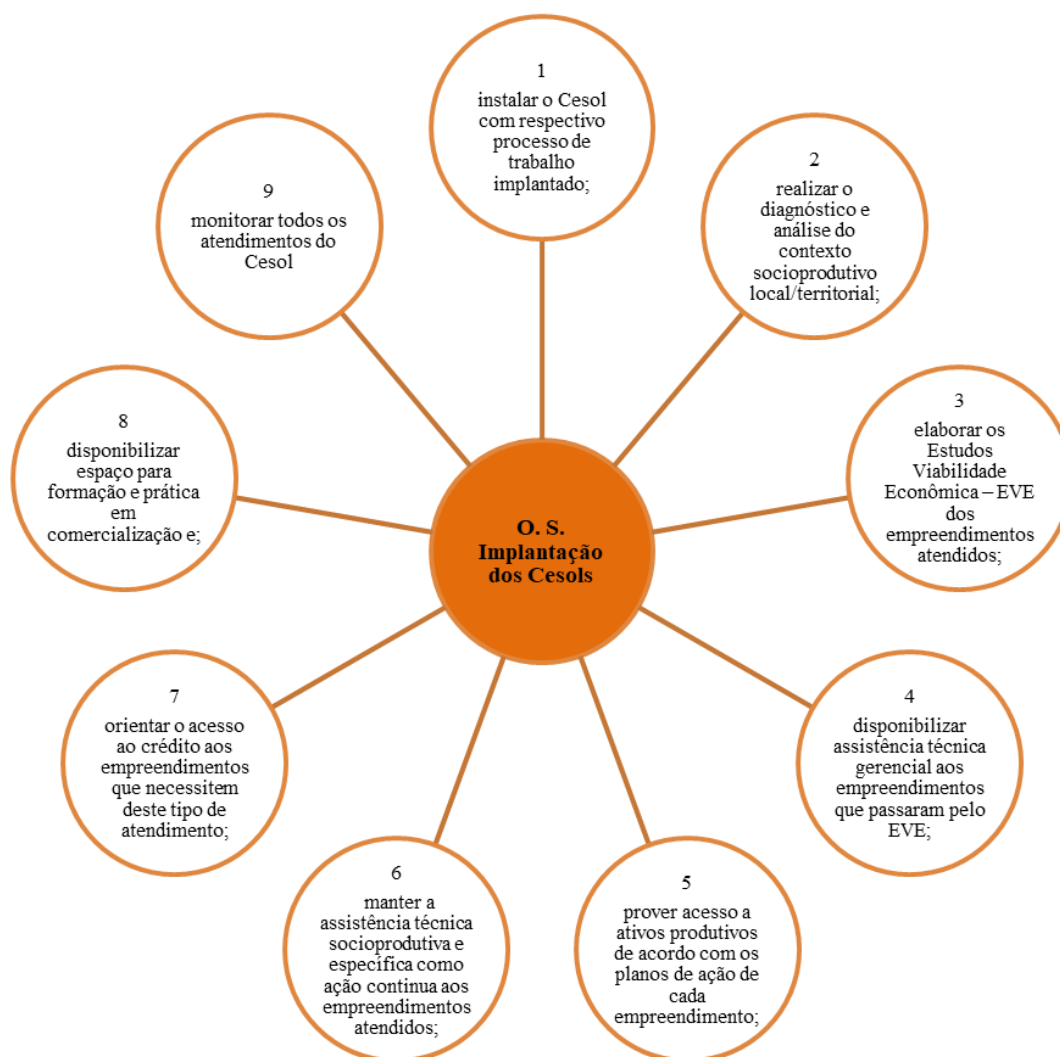 1
instalar o Cesol
com respectivo
processo de
trabalho
implantado;
2
realizar o
diagnóstico e
análise do
contexto
socioprodutivo
local/territorial;
3
elaborar os
Estudos
Viabilidade
Econômica – EVE
dos
empreendimentos
atendidos;
4
disponibilizar
assistência técnica
gerencial aos
empreendimentos
que passaram pelo
EVE;
5
prover acesso a
ativos produtivos
de acordo com os
planos de ação de
cada
empreendimento;
6
manter a
assistência técnica
socioprodutiva e
específica como
ação continua aos
empreendimentos
atendidos;
7
orientar o acesso
ao crédito aos
empreendimentos
que necessitem
deste tipo de
atendimento;
8
disponibilizar
espaço para
formação e prática
em
comercialização e;
9
monitorar todos os
atendimentos do
Cesol
O. S.
Implantação
dos Cesols